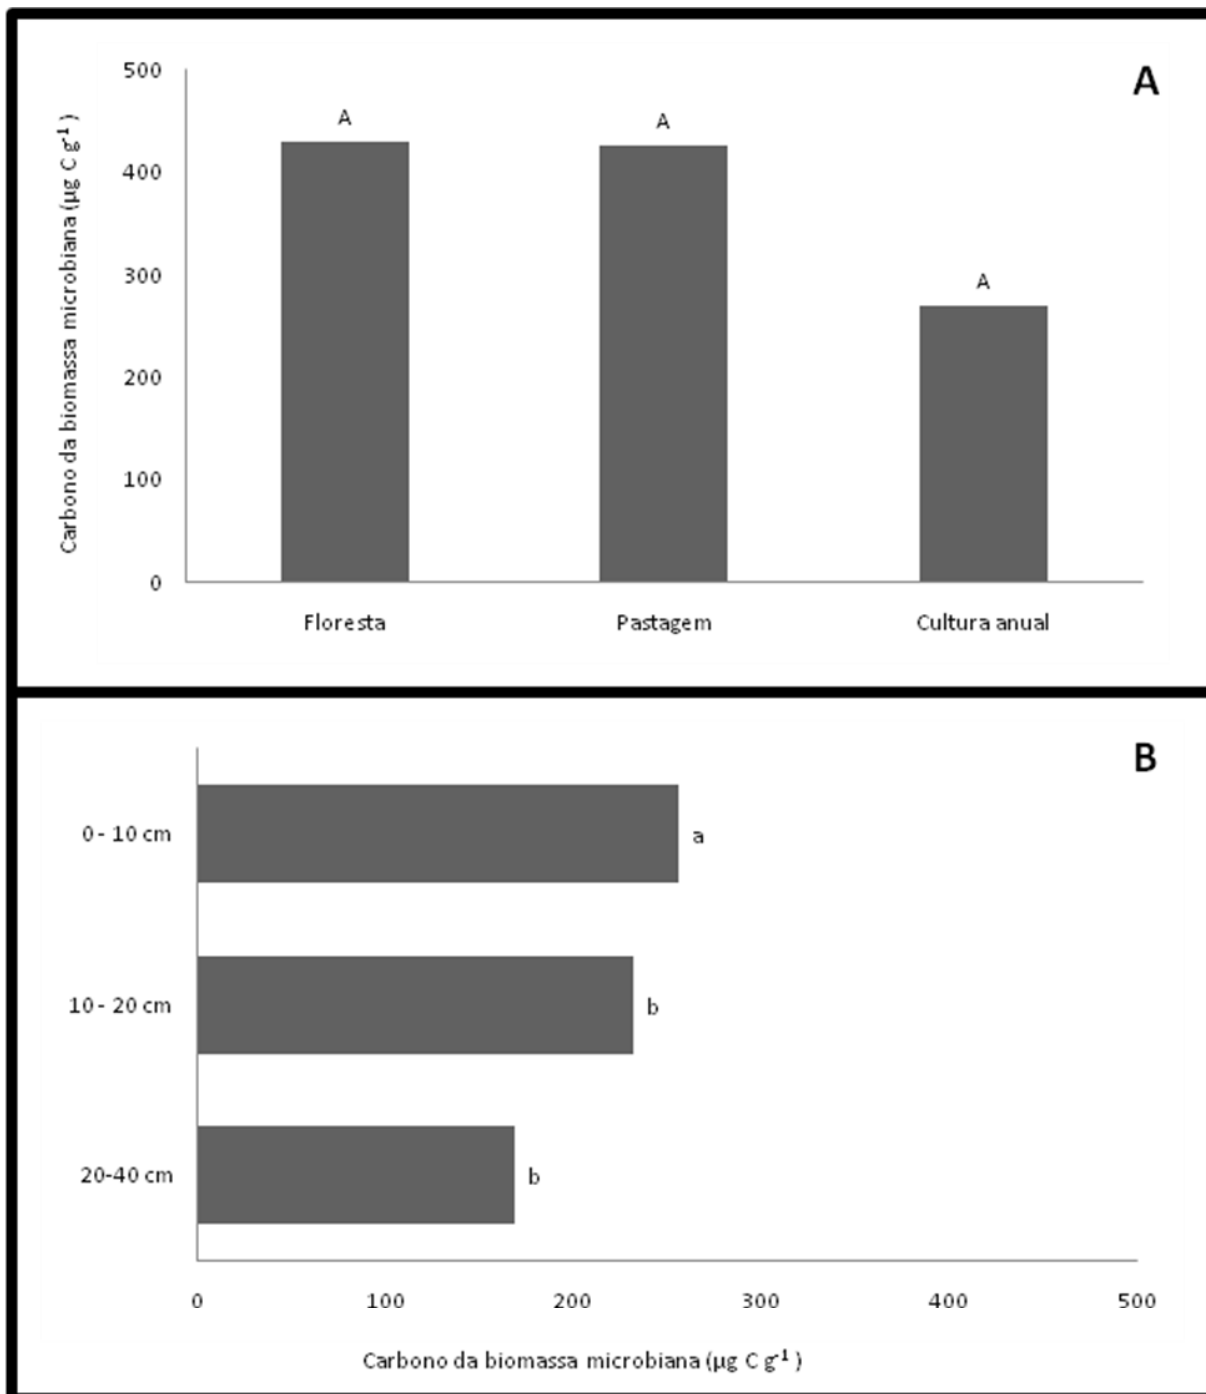 A
500
400
300
200
100
0
Carbono da biomassa microbiana (µg C g-1 )
A
A
A
Floresta
Pastagem
Cultura anual
B
0 - 10 cm
a
10 - 20 cm
b
20-40 cm
b
0
100
200
300
400
500
Carbono da biomassa microbiana (µg C g-1 )